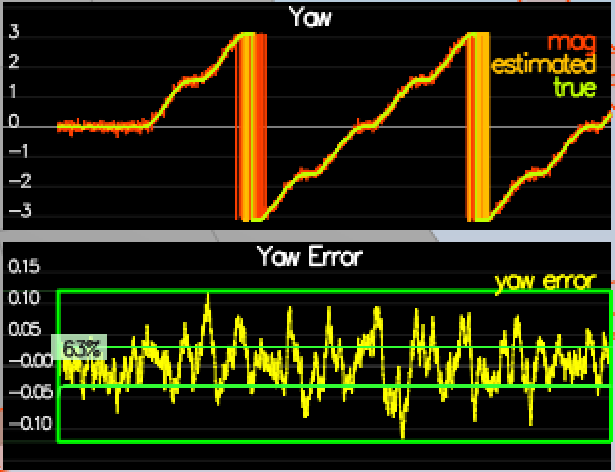 Yaw
3
mag
2
estimated
1
true
0
−1
−2
−3
Yaw Error
0.15
yaw error
0.10
0.05
63%
−0.00
−0.05
−0.10